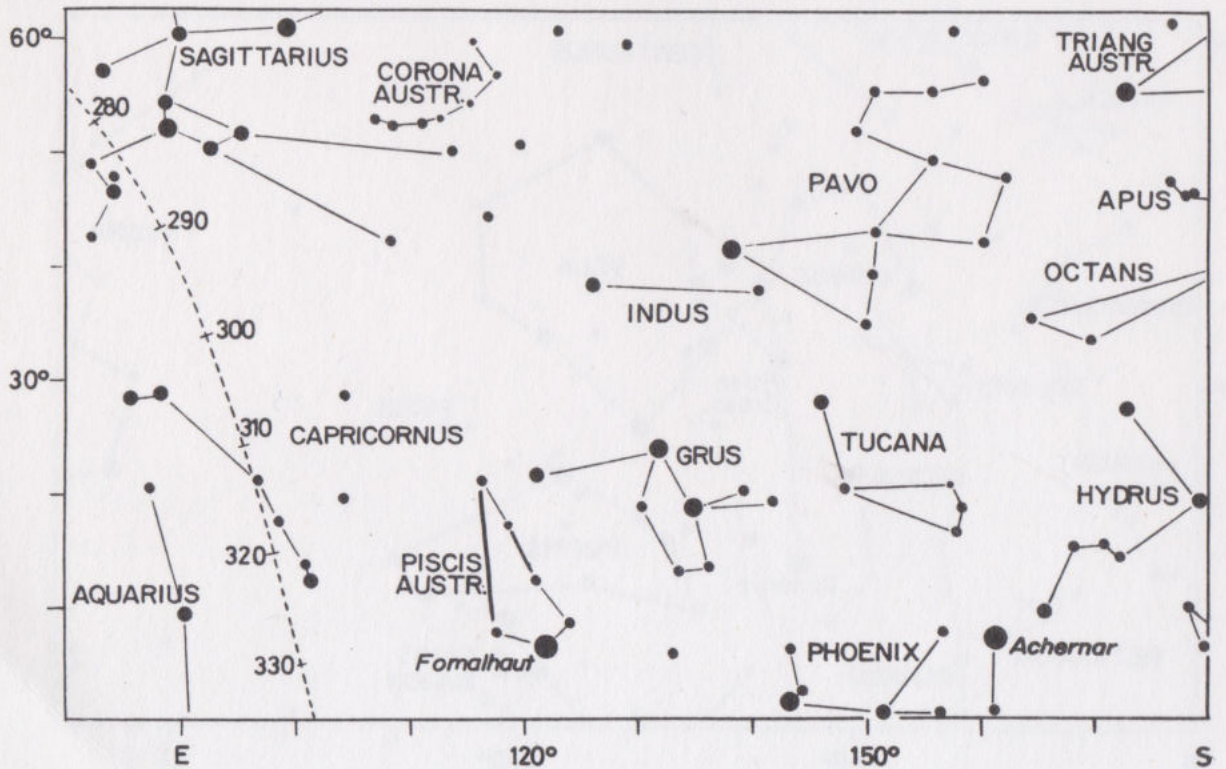 60°
SAGITTARIUS
CORONA
AUSTR.
TRIANG
AUSTR.
280
PAVO
APUS
290
OCTANS
INDUS
300
30°
310
CAPRICORNUS
GRUS
TUCANA
HYDRUS
320
PISCIS
AUSTR.
AQUARIUS
330
Fomalhaut
PHOENIX
Achernar
E
120°
150°
S